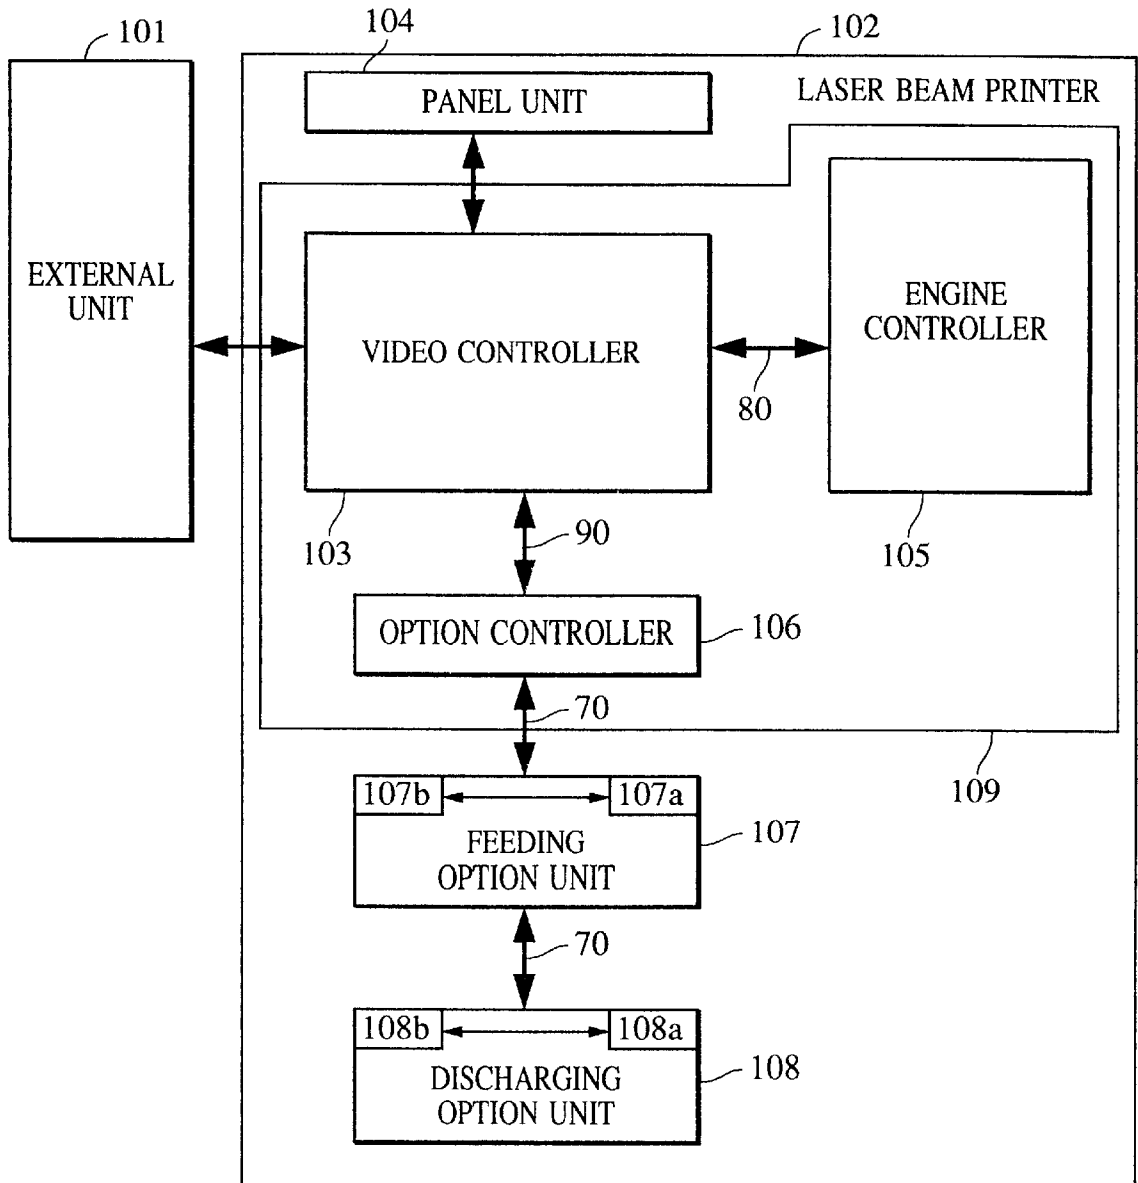 101
104
102
PANEL UNIT
LASER BEAM PRINTER
EXTERNAL
UNIT
VIDEO CONTROLLER
ENGINE
CONTROLLER
80
103
90
105
OPTION CONTROLLER
106
70
109
107b
107a
107
FEEDING
OPTION UNIT
70
108b
108a
108
DISCHARGING
OPTION UNIT